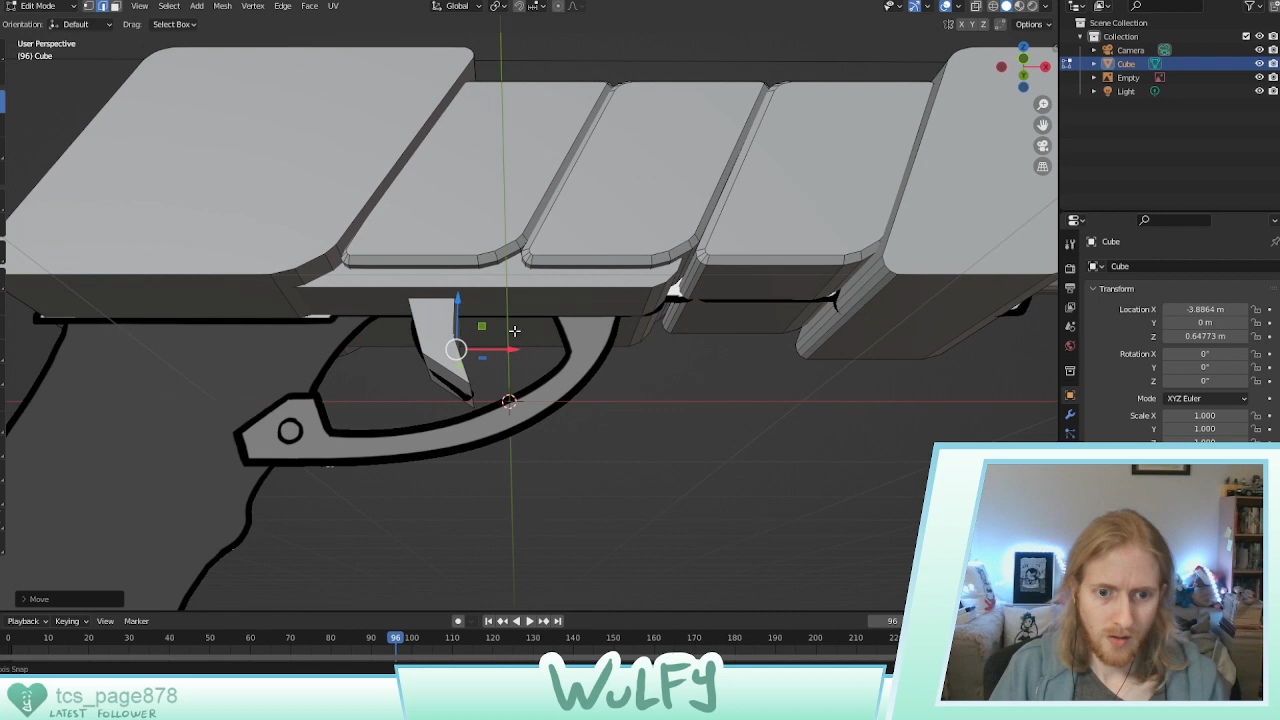 Edit Mode View Select Add Mesh Vertex Edge Face UV Global Scene Collection
Orientation: Default Drag: Select Box X Y Z Options Collection
User Perspective
(96) Cube
Camera
Cube
Empty
Light
Z
X
Y
Cube
Cube
Transform
Location X -3.8864 m
Y 0 m
Z 0.64773 m
Rotation X 0°
Y 0°
Z 0°
Mode XYZ Euler
Scale X 1.000
Y 1.000
Z 1.000
Move
Playback Keying View Marker 96
0 10 20 30 40 50 60 70 80 90 96 100 110 120 130 140 150 160 170 180 190 200 210
axis Snap
WULFY
tcs_page878
LATEST FOLLOWER